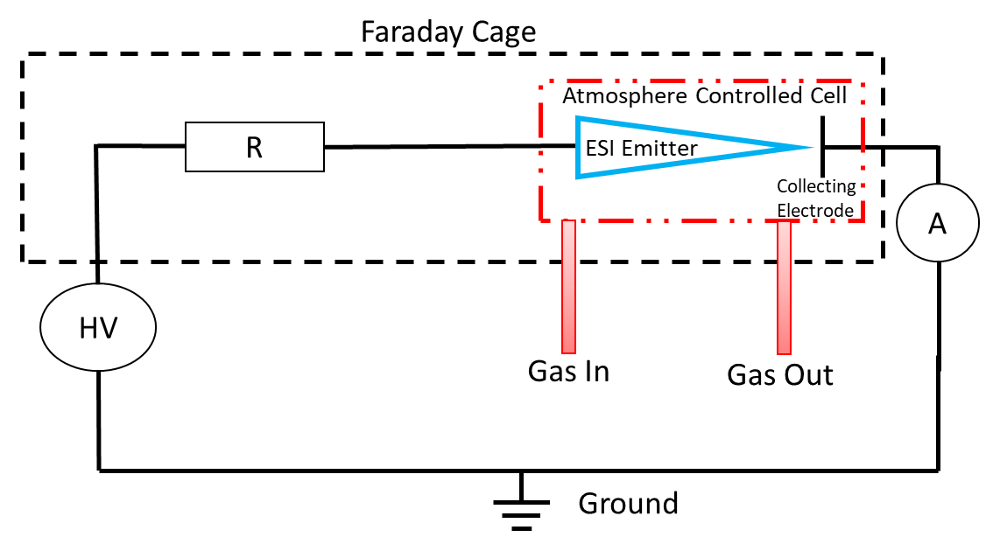 Faraday Cage
Atmosphere Controlled Cell
R
ESI Emitter
Collecting
Electrode
A
HV
Gas In
Gas Out
Ground